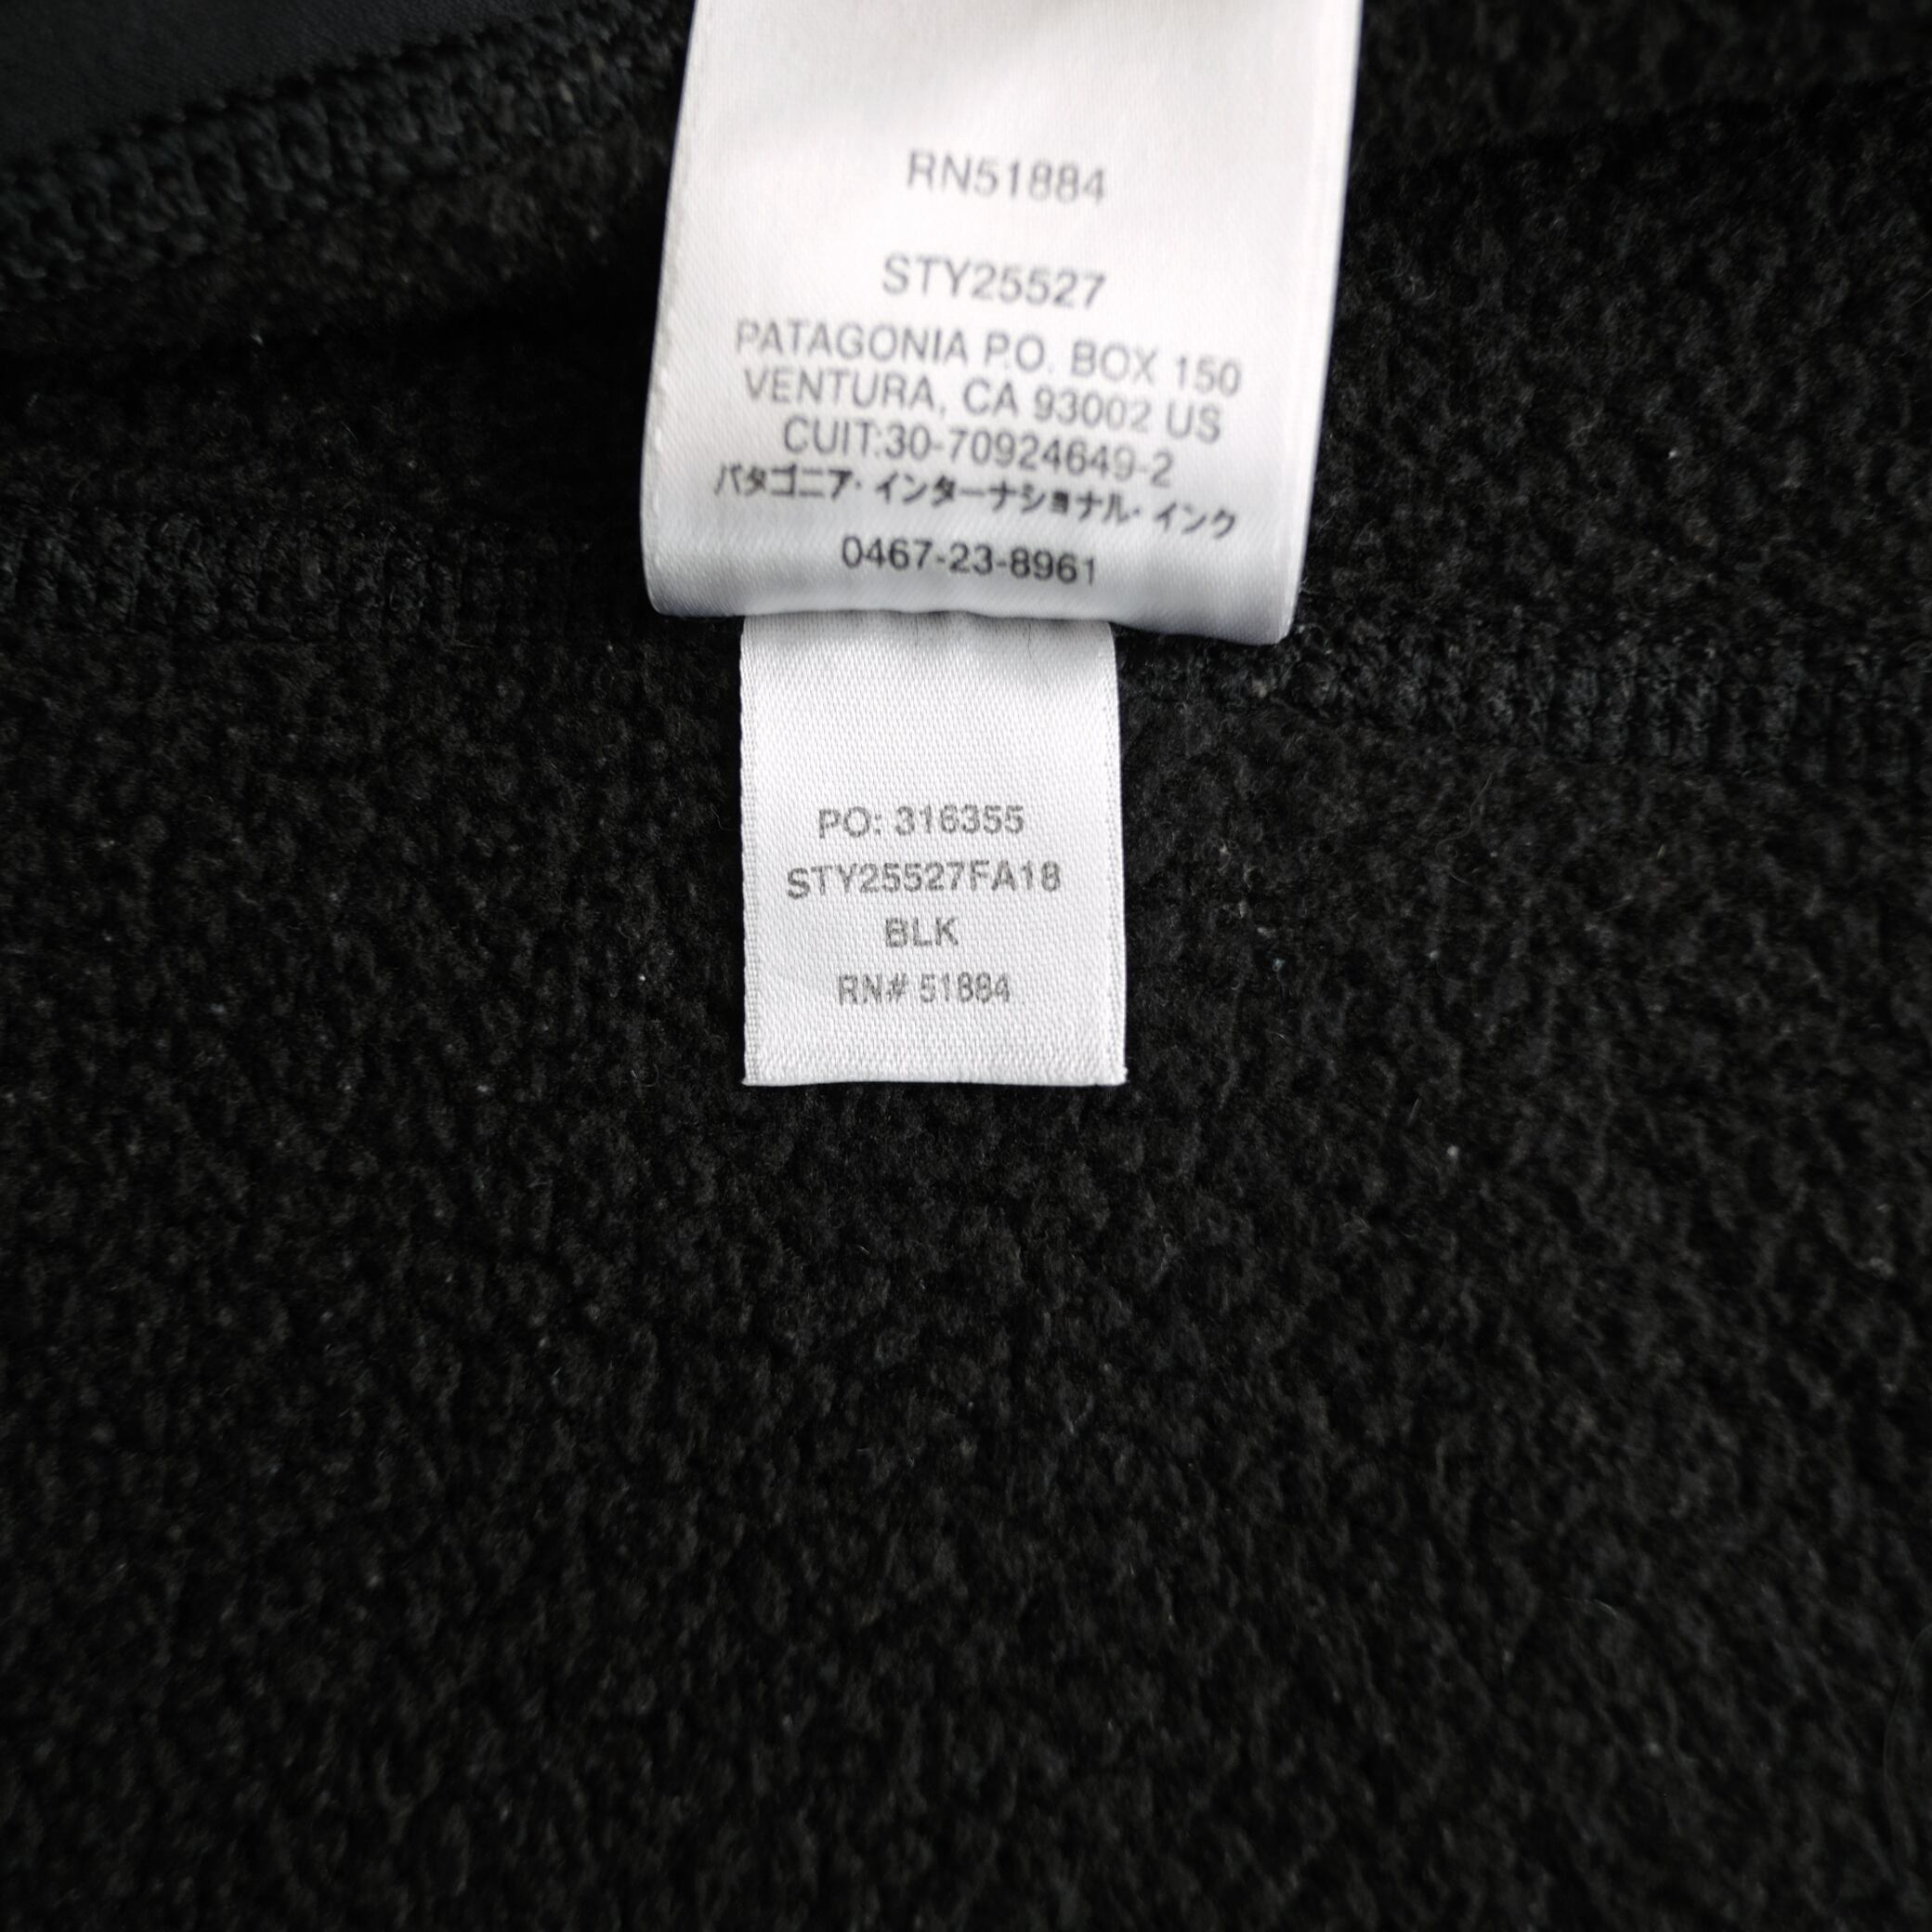 RN51884
STY25527
PATAGONIA P.O. BOX 150
VENTURA, CA 93002 US
CUIT:30-70924649-2
パタゴニア・インターナショナル・インク
0467-23-8961
PO: 316355
STY25527FA18
BLK
RN# 51884